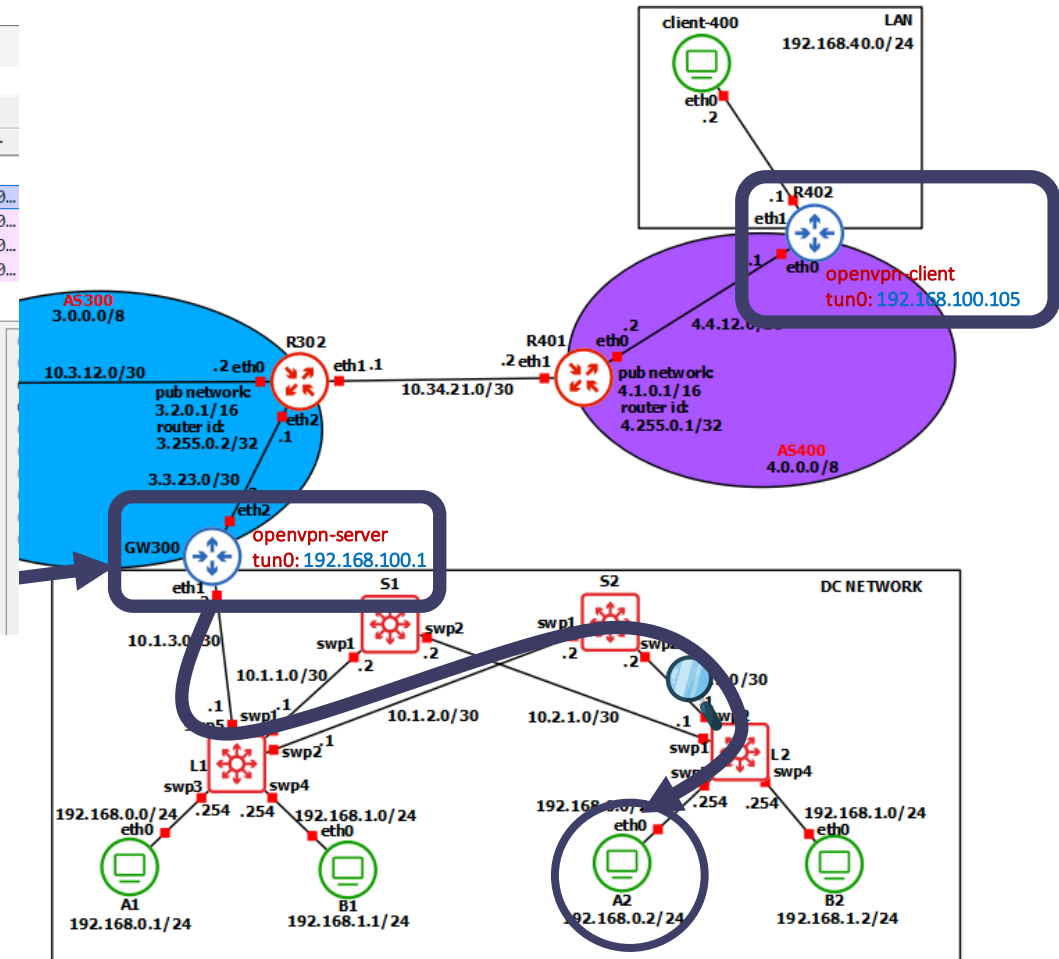 client-400
LAN
192.168.40.0/24
eth0
.2
.1
R402
eth1
.1
eth0
openvpn-client
tun0: 192.168.100.105
AS300
3.0.0.0/8
R302
R401
.2
eth0
4.4.12.0/
10.3.12.0/30
.2 eth0
eth1 .1
10.34.21.0/30
.2 eth1
pub network:
3.2.0.1/16
router id:
3.255.0.2/32
eth2
.1
pub network:
4.1.0.1/16
router id:
4.255.0.1/32
AS400
4.0.0.0/8
3.3.23.0/30
eth2
GW300
openvpn-server
tun0: 192.168.100.1
eth1
S1
S2
DC NETWORK
10.1.3.0/30
swp1
.2
swp2
.2
swp1
.2
.2
10.1.1.0/30
.0/30
10.1.2.0/30
10.2.1.0/30
.1
swp1
.1
swp2
.1
.1
swp1
swp2
L1
L2
swp3
swp4
swp4
.254
.254
.254
.254
192.168.0.0/24
192.168.1.0/24
192.168.1.0/24
eth0
eth0
eth0
eth0
A1
192.168.0.1/24
B1
192.168.1.1/24
A2
192.168.0.2/24
B2
192.168.1.2/24